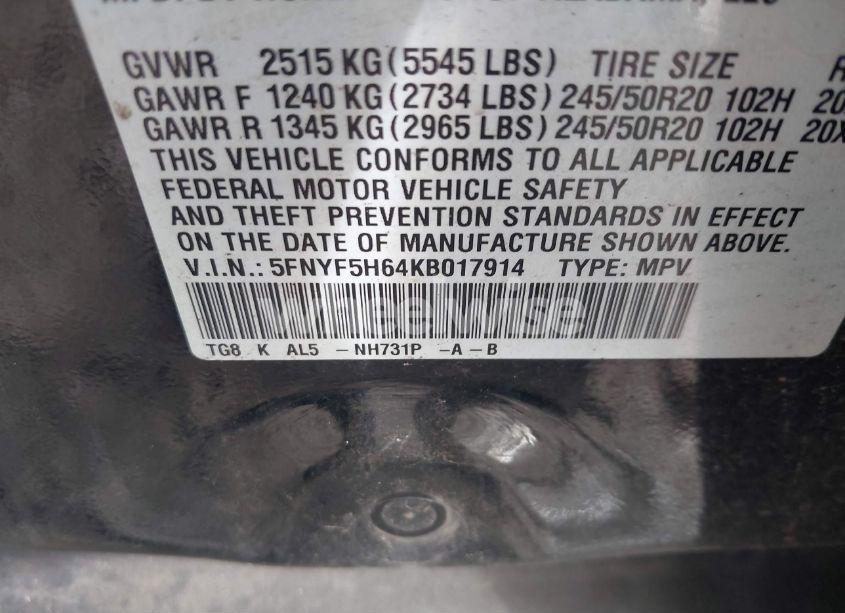 GVWR 2515 KG (5545 LBS) TIRE SIZE
GAWR F 1240 KG (2734 LBS) 245/50R20 102H 20
GAWR R 1345 KG (2965 LBS) 245/50R20 102H 20X
THIS VEHICLE CONFORMS TO ALL APPLICABLE
FEDERAL MOTOR VEHICLE SAFETY
AND THEFT PREVENTION STANDARDS IN EFFECT
ON THE DATE OF MANUFACTURE SHOWN ABOVE.
V.I.N.: 5FNYF5H64KB017914 TYPE: MPV
TG8 K AL5 -NH731P -A-B